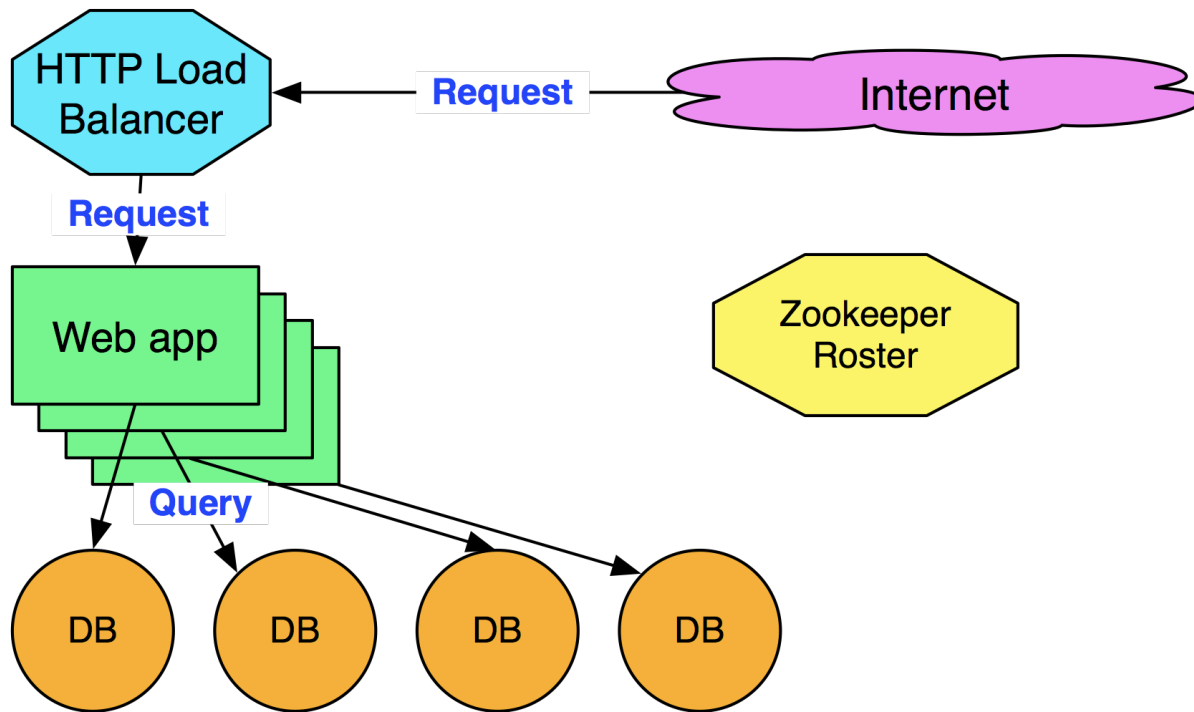 HTTP Load
Balancer
Request
Internet
Request
Web app
Zookeeper
Roster
Query
DB
DB
DB
DB